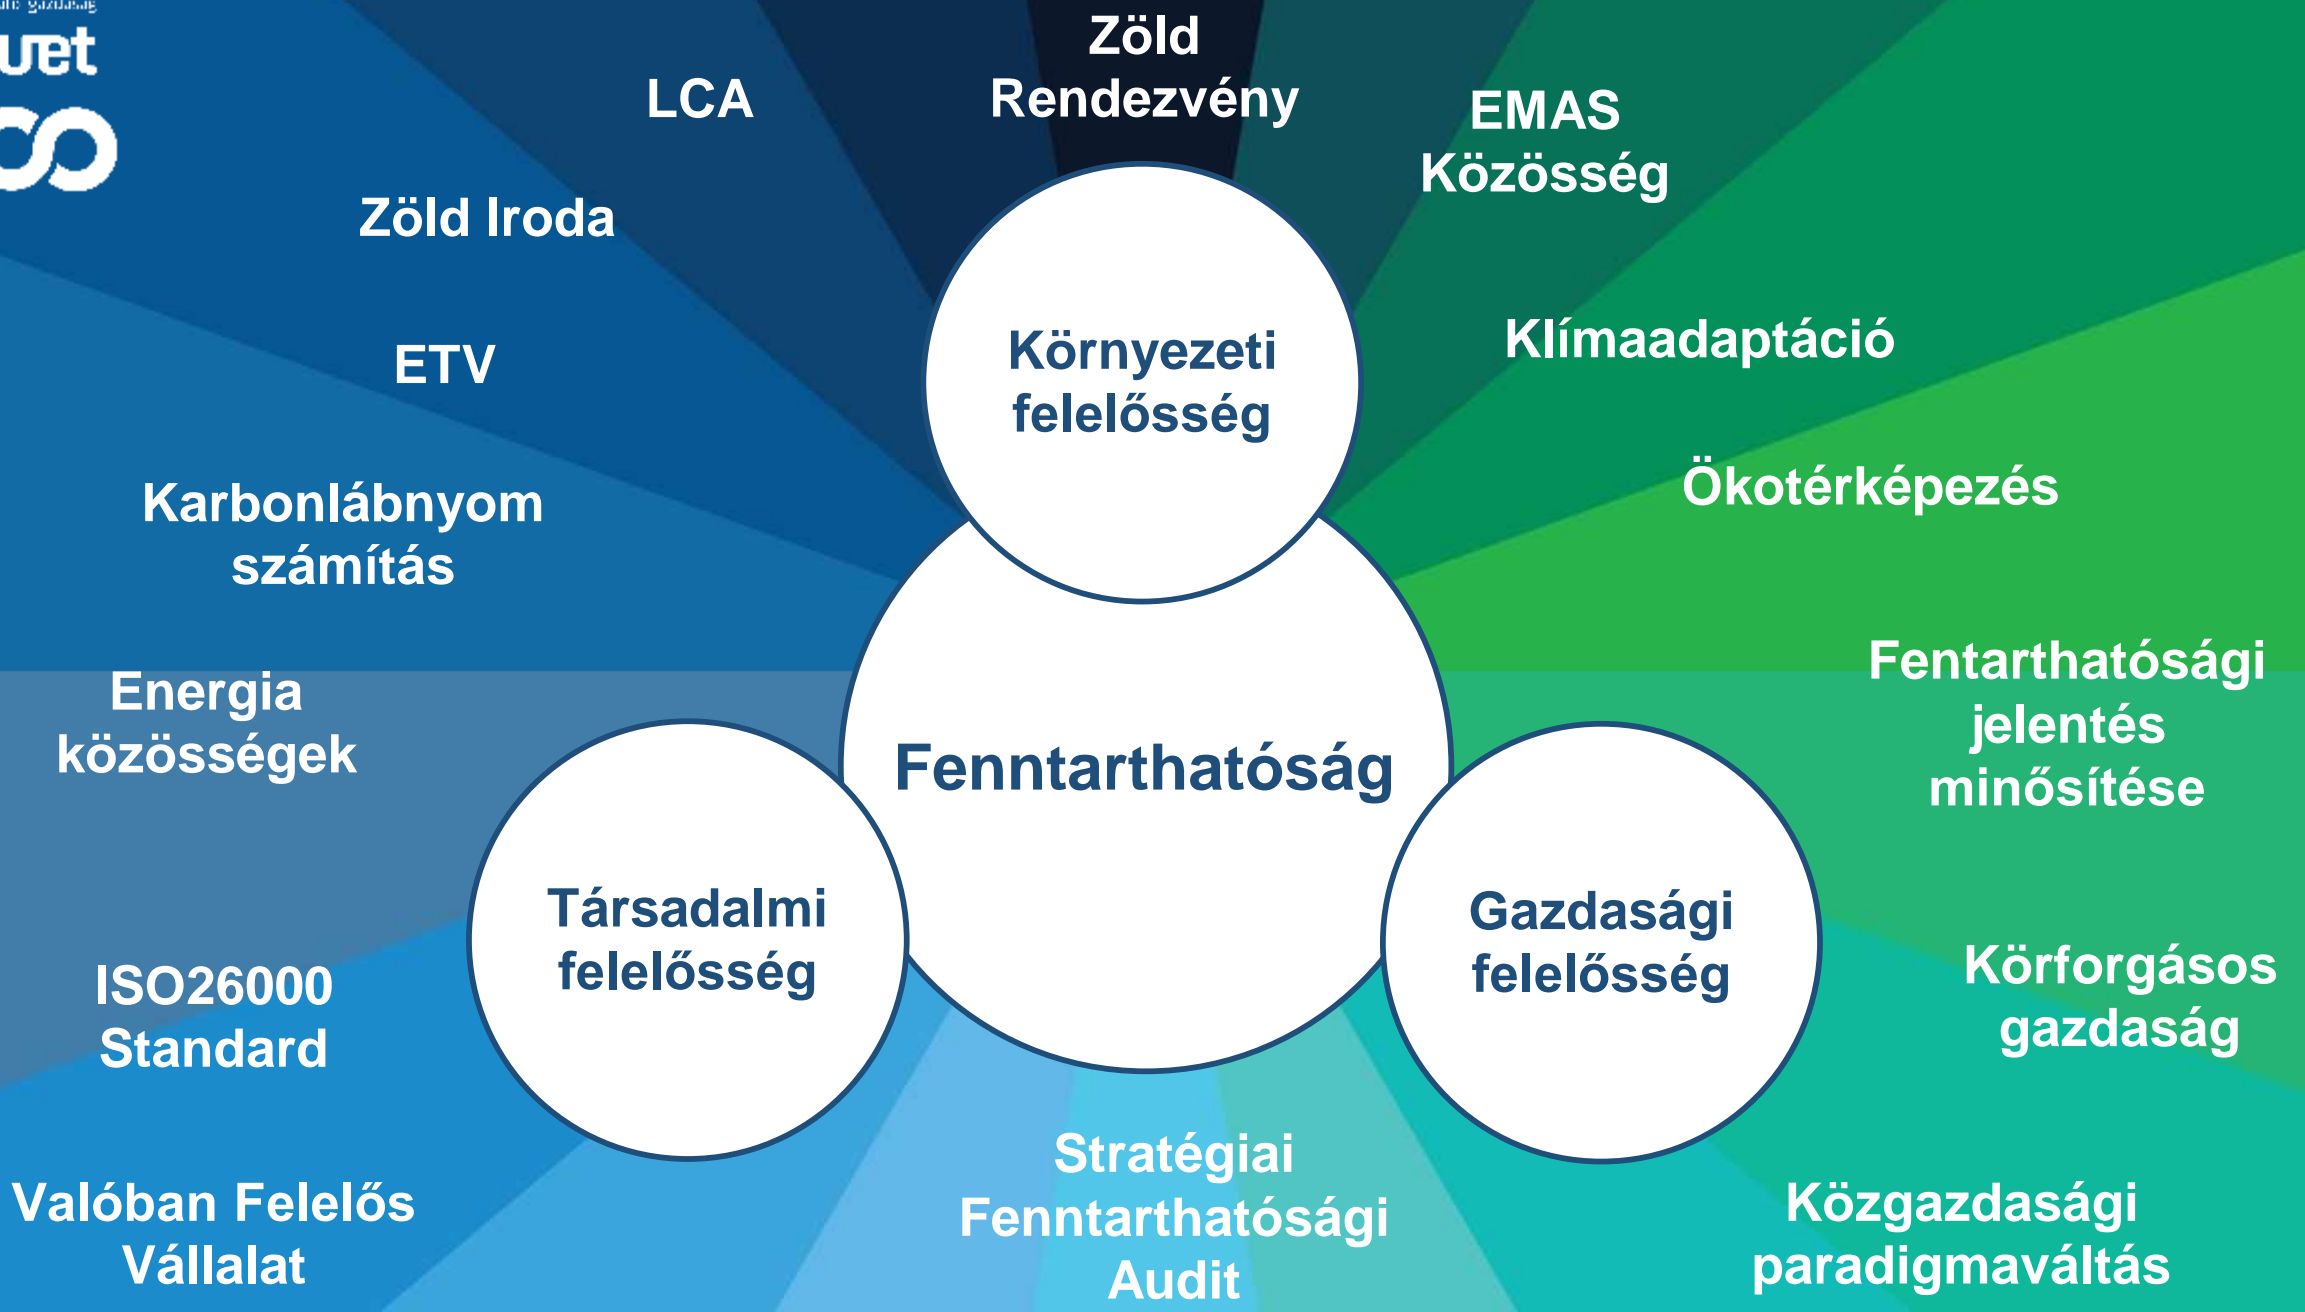 gazdaság
Zöld
Rendezvény
LCA
EMAS
Közösség
Zöld Iroda
ETV
Klímaadaptáció
Környezeti
felelősség
Karbonlábnyom
számítás
Ökotérképezés
Energia
közösségek
Fenntarthatóság
Fentarthatósági
jelentés
minősítése
Társadalmi
felelősség
Gazdasági
felelősség
ISO26000
Standard
Körforgásos
gazdaság
Valóban Felelős
Vállalat
Stratégiai
Fenntarthatósági
Audit
Közgazdasági
paradigmaváltás